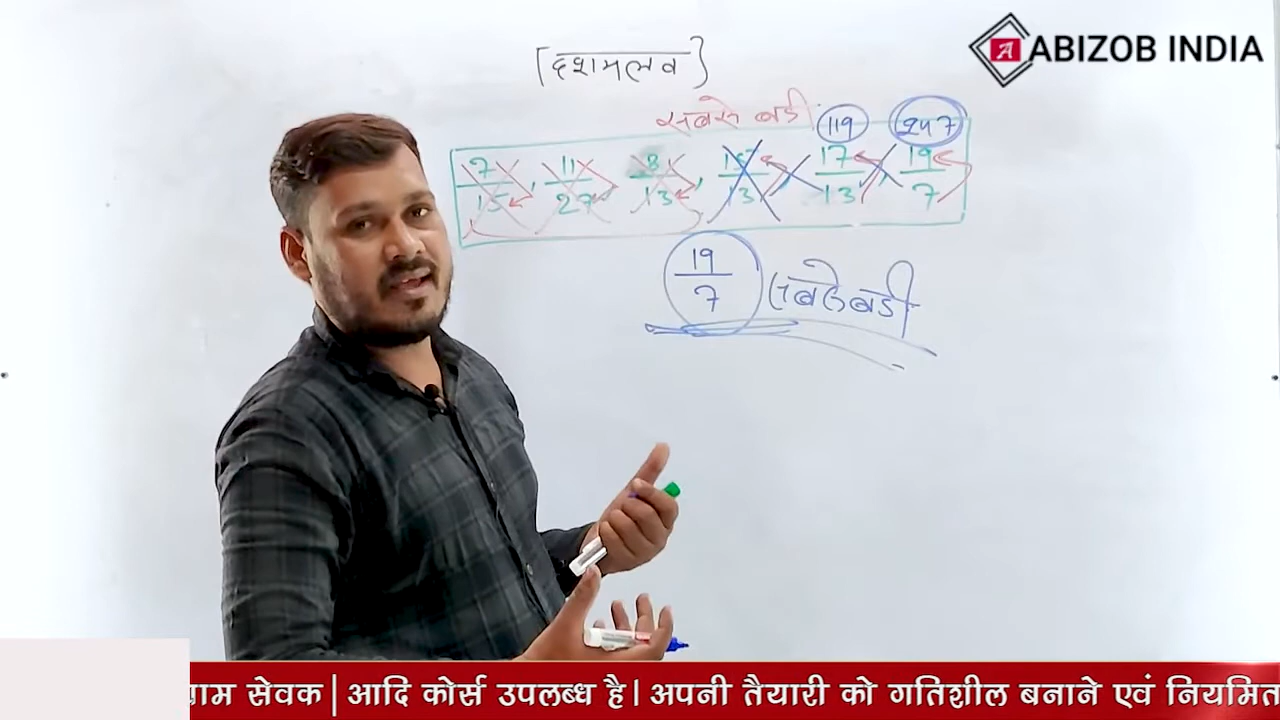 ABIZOB INDIA
[दशमलव}
सबसे बडी
119 247
7/15, 11/27, 8/13, 15/13 17/13 19/7
19/7 सबसे बडी
ग्राम सेवक | आदि कोर्स उपलब्ध है। अपनी तैयारी को गतिशील बनाने एवं नियमित